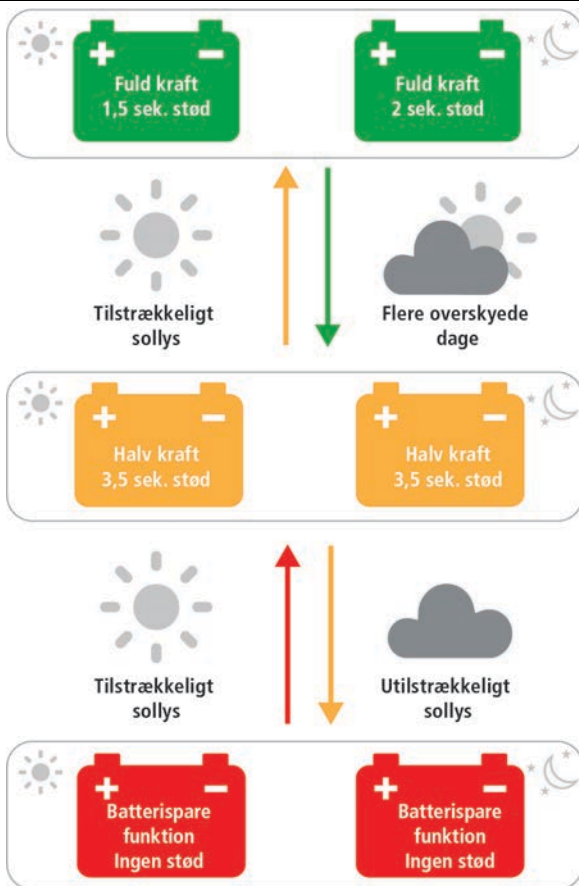 Fuld kraft
1,5 sek. stød
Fuld kraft
2 sek. stød
Tilstrækkeligt
sollys
Flere overskyede
dage
Halv kraft
3,5 sek. stød
Halv kraft
3,5 sek. stød
Tilstrækkeligt
sollys
Utilstrækkeligt
sollys
Batterispare
funktion
Ingen stød
Batterispare
funktion
Ingen stød